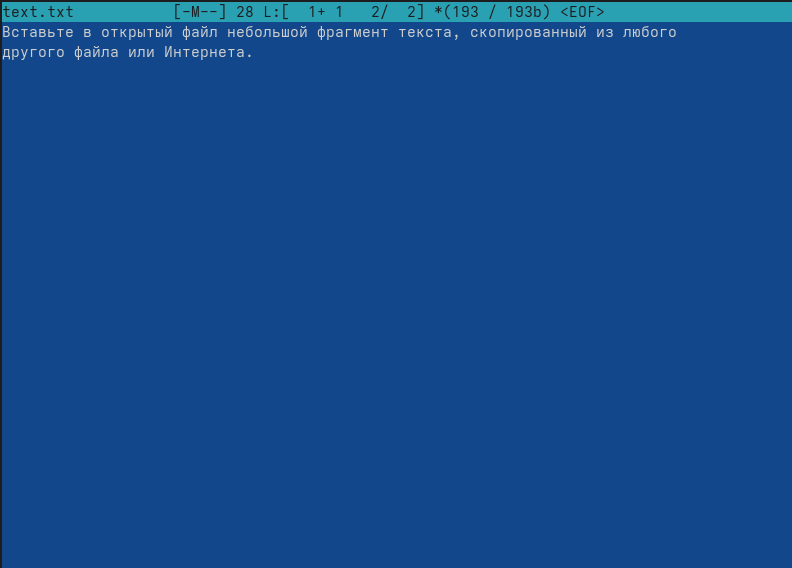 text.txt           [-M--] 28 L:[  1+ 1   2/  2] *(193 / 193b) <EOF>
Вставьте в открытый файл небольшой фрагмент текста, скопированный из любого
другого файла или Интернета.